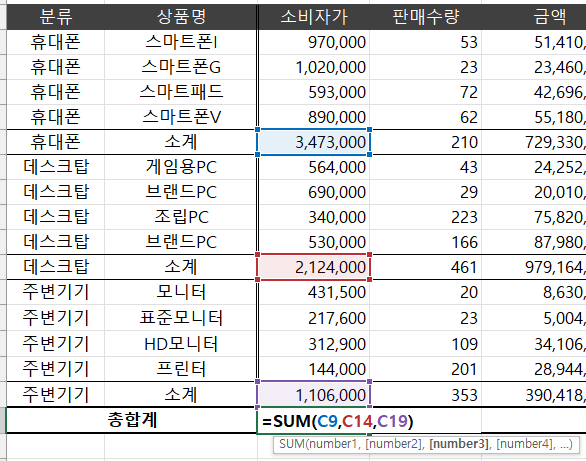 분류 상품명 소비자가 판매수량 금액
휴대폰 스마트폰I 970,000 53 51,410,
휴대폰 스마트폰G 1,020,000 23 23,460,
휴대폰 스마트패드 593,000 72 42,696,
휴대폰 스마트폰V 890,000 62 55,180,
휴대폰 소계 3,473,000 210 729,330,
데스크탑 게임용PC 564,000 43 24,252,
데스크탑 브랜드PC 690,000 29 20,010,
데스크탑 조립PC 340,000 223 75,820,
데스크탑 브랜드PC 530,000 166 87,980,
데스크탑 소계 2,124,000 461 979,164,
주변기기 모니터 431,500 20 8,630,
주변기기 표준모니터 217,600 23 5,004,
주변기기 HD모니터 312,900 109 34,106,
주변기기 프린터 144,000 201 28,944,
주변기기 소계 1,106,000 353 390,418,
총합계 =SUM(C9,C14,C19)
SUM(number1, [number2], [number3], [number4], ...)